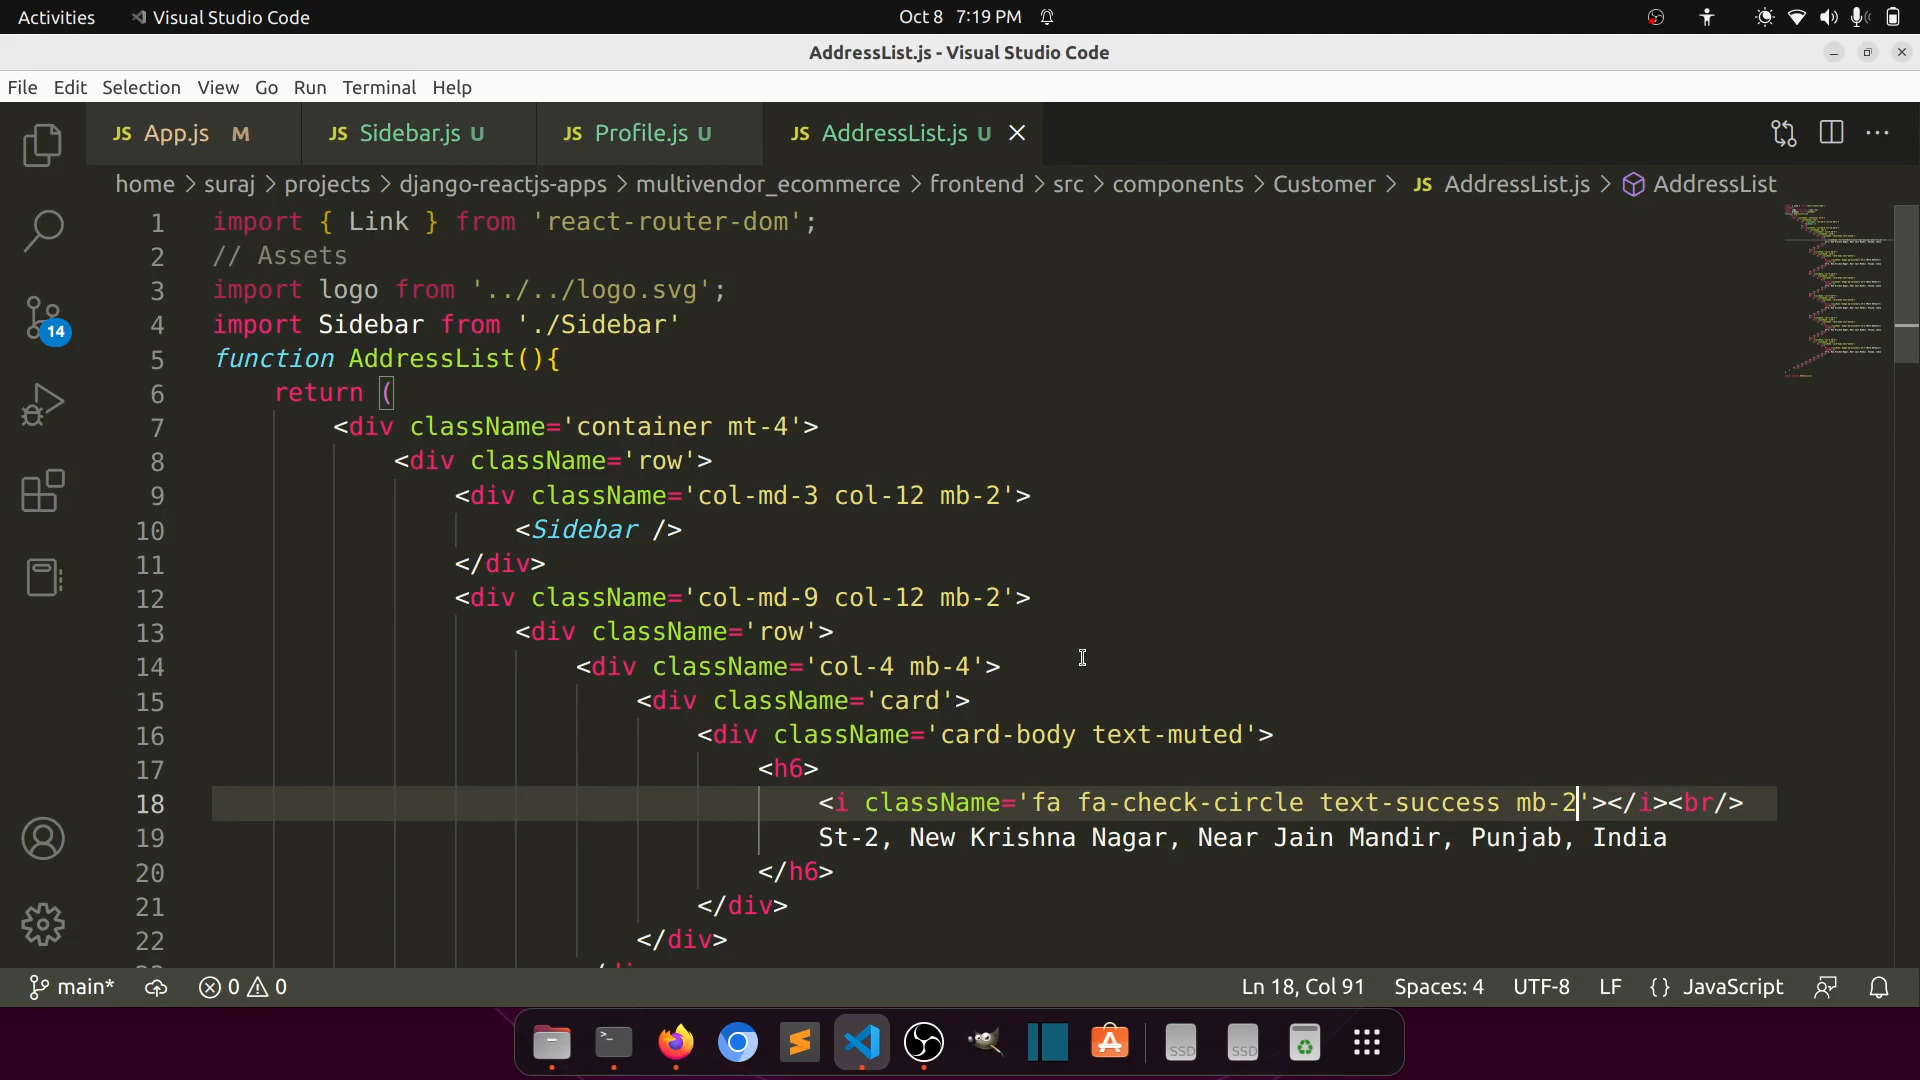 Activities Visual Studio Code Oct 8 7:19 PM
AddressList.js - Visual Studio Code
File Edit Selection View Go Run Terminal Help
JS App.js M JS Sidebar.js U JS Profile.js U JS AddressList.js U
home > suraj > projects > django-reactjs-apps > multivendor_ecommerce > frontend > src > components > Customer > JS AddressList.js > AddressList
1 import { Link } from 'react-router-dom';
2 // Assets
3 import logo from '../../logo.svg';
4 import Sidebar from './Sidebar'
5 function AddressList(){
6 return (
7 <div className='container mt-4'>
8 <div className='row'>
9 <div className='col-md-3 col-12 mb-2'>
10 <Sidebar />
11 </div>
12 <div className='col-md-9 col-12 mb-2'>
13 <div className='row'>
14 <div className='col-4 mb-4'>
15 <div className='card'>
16 <div className='card-body text-muted'>
17 <h6>
18 <i className='fa fa-check-circle text-success mb-2'></i><br/>
19 St-2, New Krishna Nagar, Near Jain Mandir, Punjab, India
20 </h6>
21 </div>
22 </div>
14
main* 0 0 Ln 18, Col 91 Spaces: 4 UTF-8 LF {} JavaScript
SSD SSD